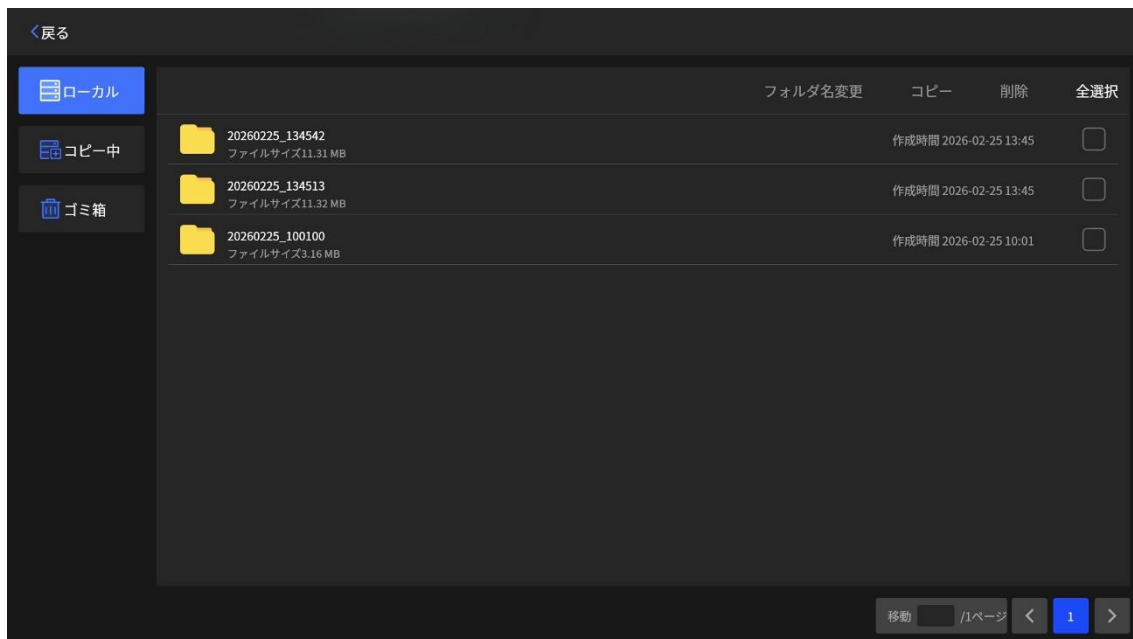 戻る
ローカル
コピー中
ゴミ箱
フォルダ名変更 コピー 削除 全選択
20260225_134542
ファイルサイズ11.31 MB
作成時間 2026-02-25 13:45
20260225_134513
ファイルサイズ11.32 MB
作成時間 2026-02-25 13:45
20260225_100100
ファイルサイズ3.16 MB
作成時間 2026-02-25 10:01
移動 /1ページ 1